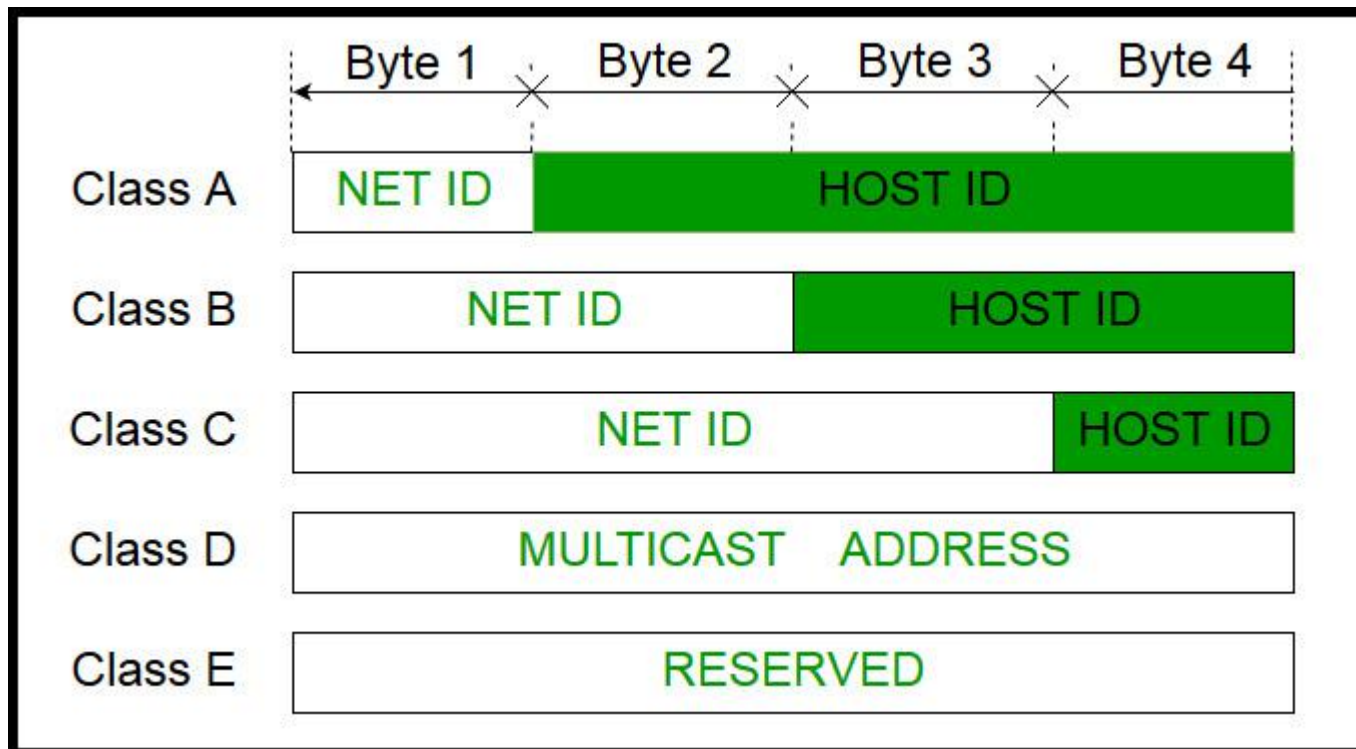 Byte 1 Byte 2 Byte 3 Byte 4
Class A NET ID HOST ID
Class B NET ID HOST ID
Class C NET ID HOST ID
Class D MULTICAST ADDRESS
Class E RESERVED